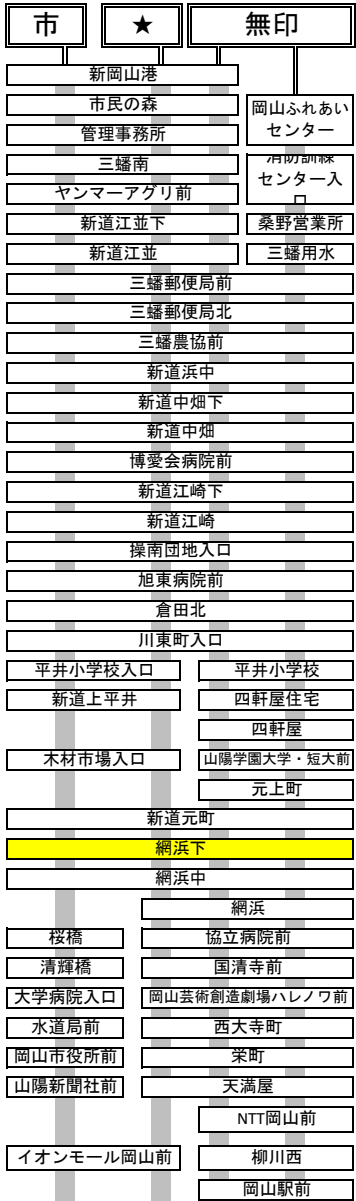 市 ★ 無印
新岡山港
市民の森
岡山ふれあい
センター
管理事務所
三蟠南
消防訓練
センター入
口
ヤンマーアグリ前
新道江並下 桑野営業所
新道江並 三蟠用水
三蟠郵便局前
三蟠郵便局北
三蟠農協前
新道浜中
新道中畑下
新道中畑
博愛会病院前
新道江崎下
新道江崎
操南団地入口
旭東病院前
倉田北
川東町入口
平井小学校入口 平井小学校
新道上平井 四軒屋住宅
四軒屋
木材市場入口 山陽学園大学・短大前
元上町
新道元町
網浜下
網浜中
網浜
桜橋 協立病院前
清輝橋 国清寺前
大学病院入口 岡山芸術創造劇場ハレノワ前
水道局前 西大寺町
岡山市役所前 栄町
山陽新聞社前 天満屋
NTT岡山前
イオンモール岡山前 柳川西
岡山駅前